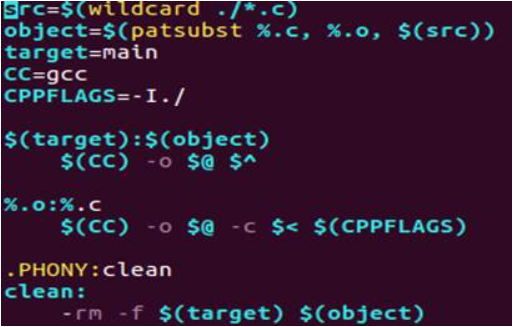 src=$(wildcard ./*.c)
object=$(patsubst %.c, %.o, $(src))
target=main
CC=gcc
CPPFLAGS=-I./
$(target):$(object)
$(CC) -o $@ $^
%.o:%.c
$(CC) -o $@ -c $< $(CPPFLAGS)
.PHONY:clean
clean:
-rm -f $(target) $(object)